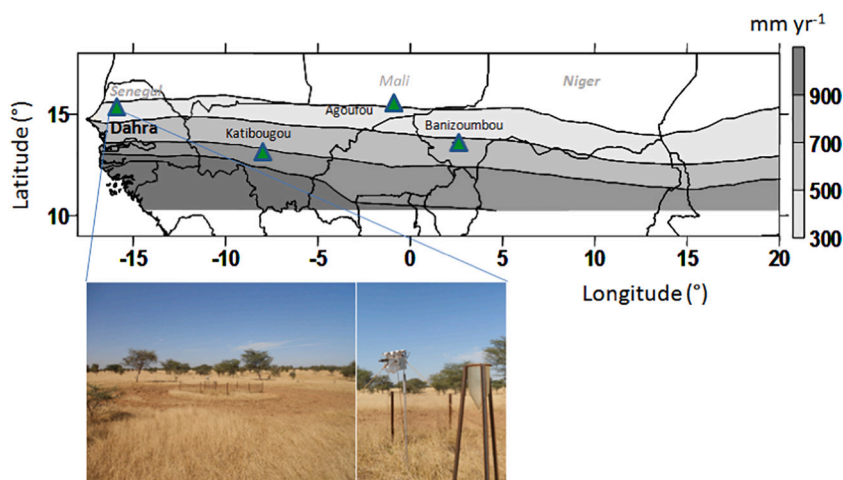 mm yr-1
Senegal
Mali
Niger
Agoufou
Dahra
Katibougou
Banizoumbou
Latitude (°)
15
10
-15 -10 -5 0 5 10 15 20
Longitude (°)
900
700
500
300